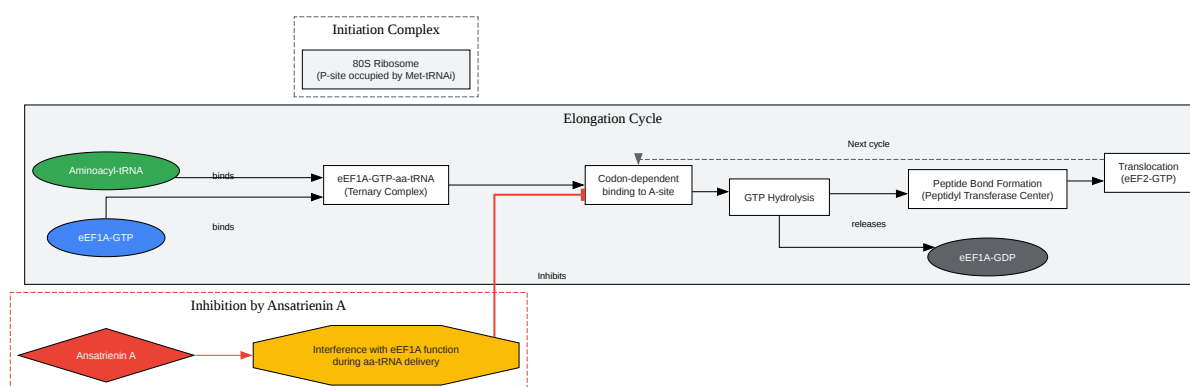 Initiation Complex
80S Ribosome
(P-site occupied by Met-tRNAi)
Elongation Cycle
Aminoacyl-tRNA
binds
eEF1A-GTP
binds
eEF1A-GTP-aa-tRNA
(Ternary Complex)
Codon-dependent
binding to A-site
Next cycle
GTP Hydrolysis
releases
Peptide Bond Formation
(Peptidyl Transferase Center)
Translocation
(eEF2-GTP)
eEF1A-GDP
Inhibits
Inhibition by Ansatrienin A
Ansatrienin A
Interference with eEF1A function
during aa-tRNA delivery